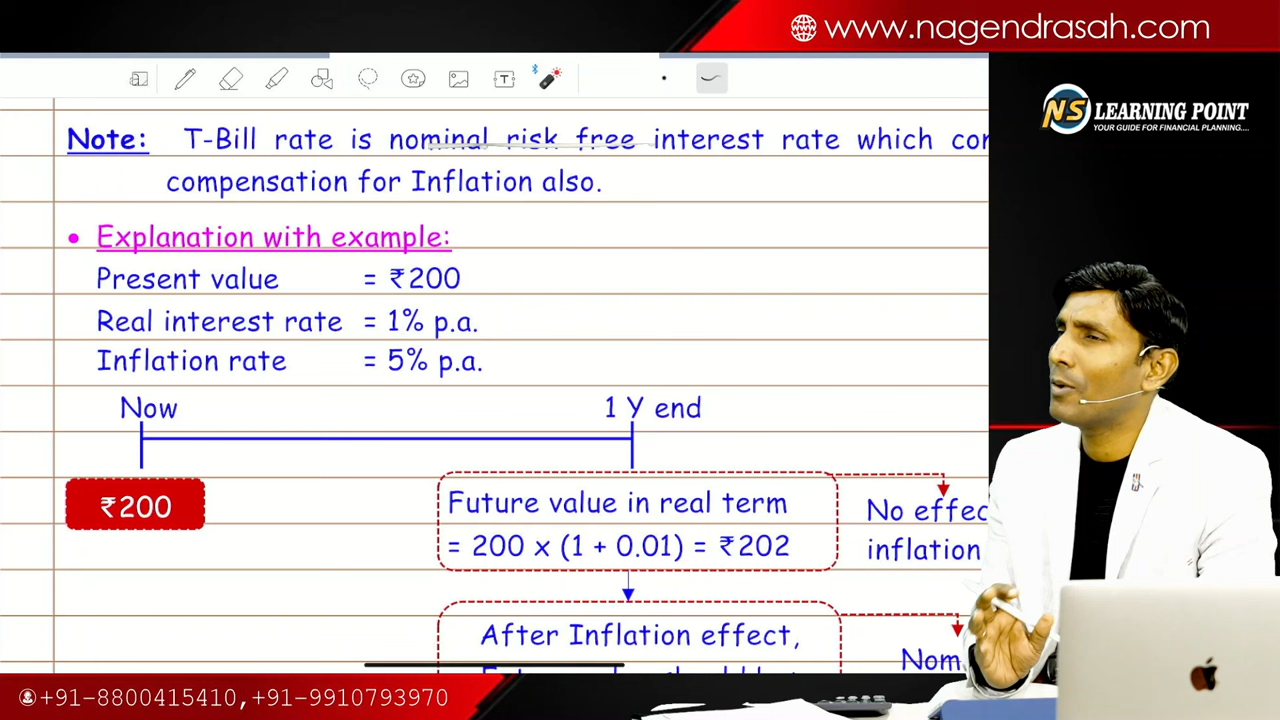 www.nagendrasah.com
NS LEARNING POINT
YOUR GUIDE FOR FINANCIAL PLANNING....
Note: T-Bill rate is nominal risk free interest rate which con
compensation for Inflation also.
• Explanation with example:
Present value = ₹200
Real interest rate = 1% p.a.
Inflation rate = 5% p.a.
Now 1 Y end
₹200
Future value in real term
= 200 x (1 + 0.01) = ₹202
No effec
inflation
After Inflation effect,
Nom
+91-8800415410,+91-9910793970